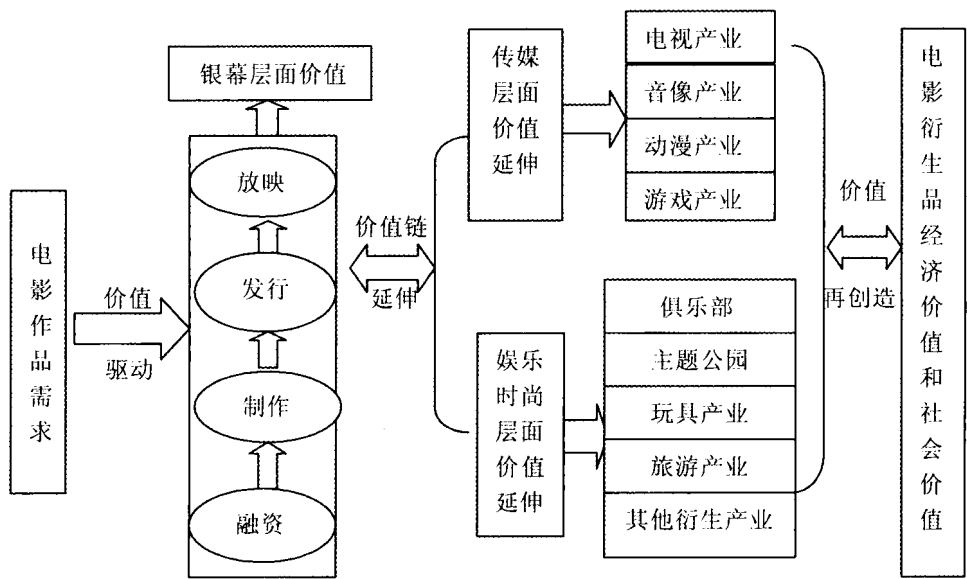 电影作品需求
价值
驱动
银幕层面价值
放映
发行
制作
融资
价值链
延伸
传媒
层面
价值
延伸
电视产业
音像产业
动漫产业
游戏产业
娱乐
时尚
层面
价值
延伸
俱乐部
主题公园
玩具产业
旅游产业
其他衍生产业
价值
再创造
电影衍生品经济价值和社会价值